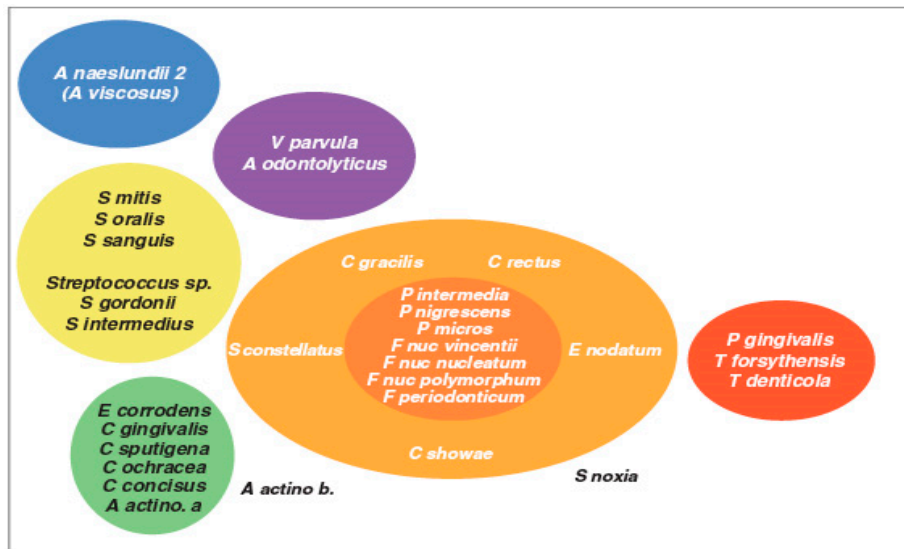 A naeslundii 2
(A viscosus)
V parvula
A odontolyticus
S mitis
S oralis
S sanguis
Streptococcus sp.
S gordonii
S intermedius
C gracilis
C rectus
P intermedia
P nigrescens
P micros
F nuc vincentii
F nuc nucleatum
F nuc polymorphum
F periodonticum
S constellatus
E nodatum
C showae
P gingivalis
T forsythensis
T denticola
E corrodens
C gingivalis
C sputigena
C ochracea
C concisus
A actino. a
A actino b.
S noxia